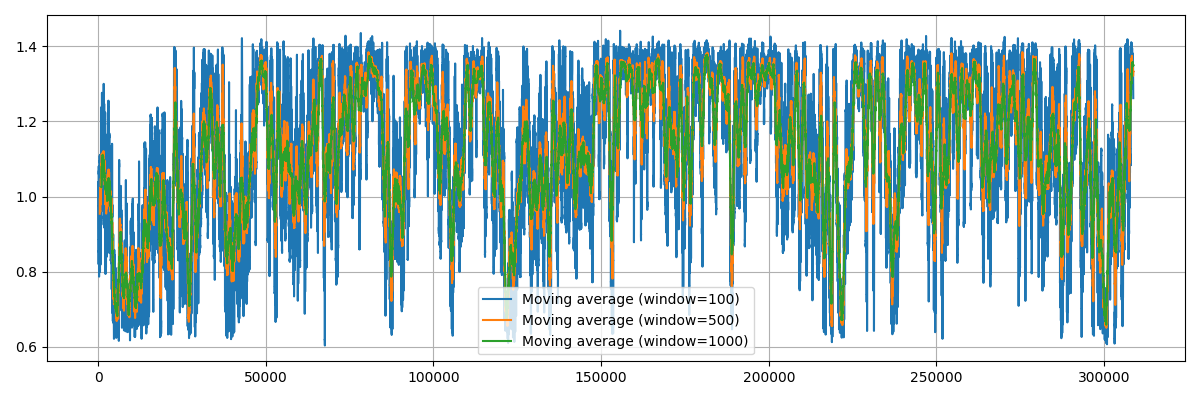 1.4
1.2
1.0
0.8
0.6
Moving average (window=100)
Moving average (window=500)
Moving average (window=1000)
0 50000 100000 150000 200000 250000 300000